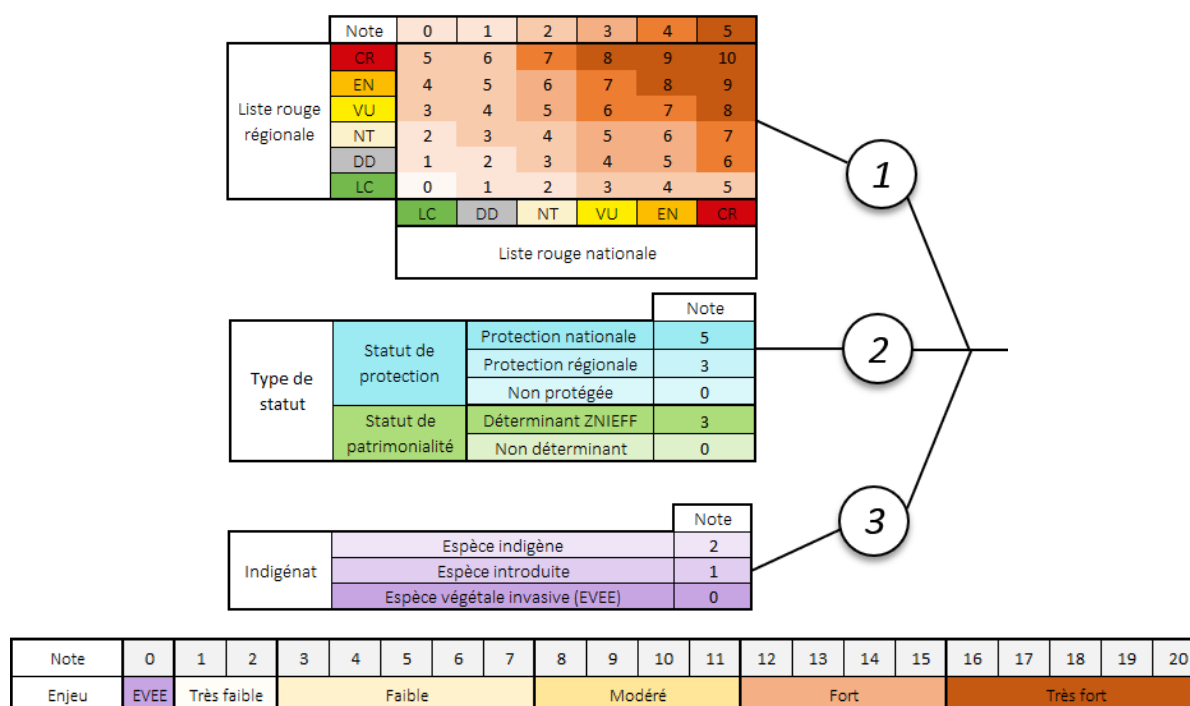 Note 0 1 2 3 4 5
CR 5 6 7 8 9 10
EN 4 5 6 7 8 9
Liste rouge régionale
VU 3 4 5 6 7 8
NT 2 3 4 5 6 7
DD 1 2 3 4 5 6
LC 0 1 2 3 4 5
LC DD NT VU EN CR
Liste rouge nationale
1
Note
Type de statut
Statut de protection
Protection nationale 5
Protection régionale 3
Non protégée 0
Statut de patrimonialité
Déterminant ZNIEFF 3
Non déterminant 0
2
Note
Indigénat
Espèce indigène 2
Espèce introduite 1
Espèce végétale invasive (EVEE) 0
3
Note 0 1 2 3 4 5 6 7 8 9 10 11 12 13 14 15 16 17 18 19 20
Enjeu EVEE Très faible Faible Modéré Fort Très fort